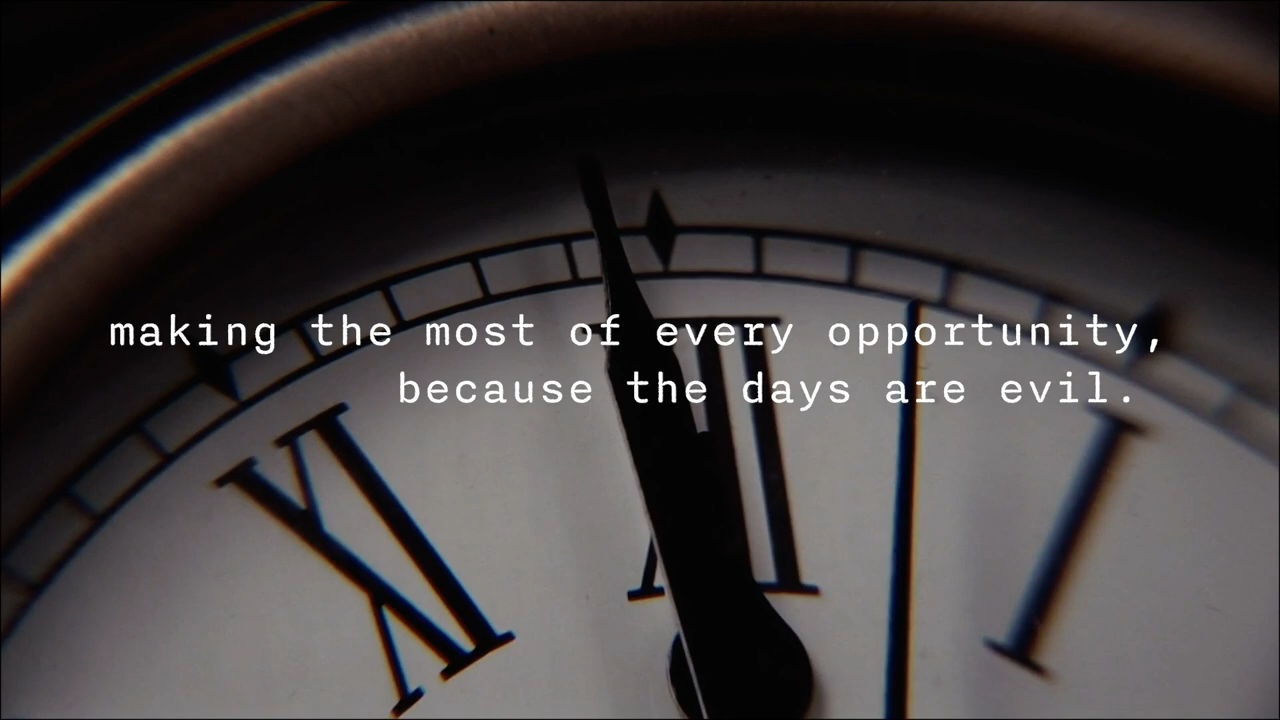 making the most of every opportunity,
because the days are evil.
XI
XII
I